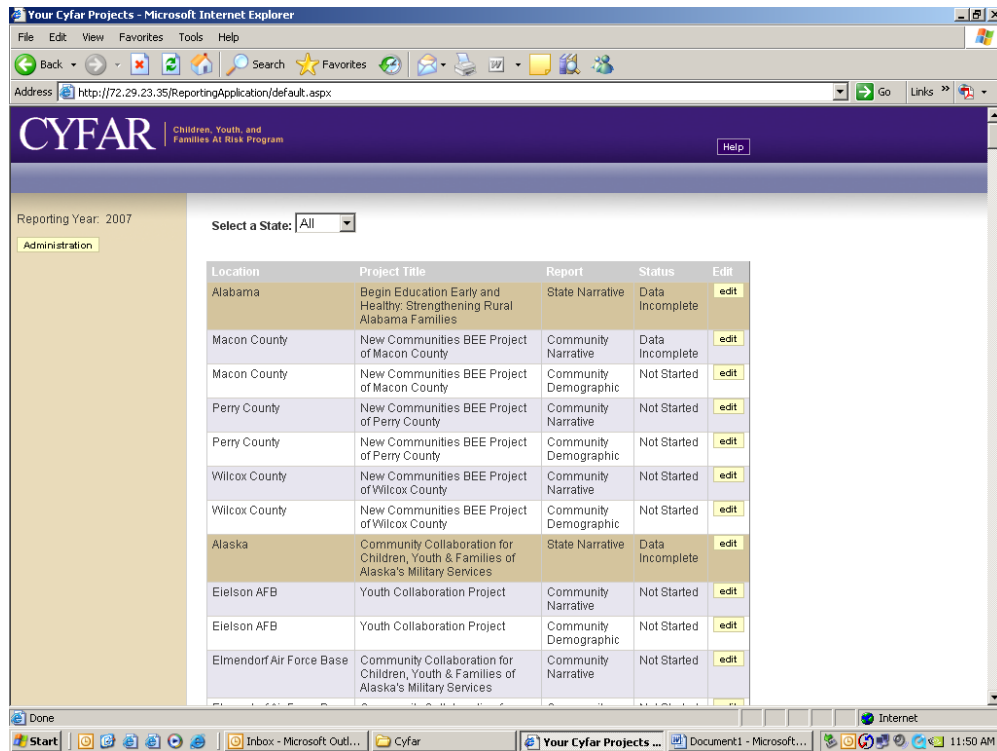 Your Cyfar Projects - Microsoft Internet Explorer
File Edit View Favorites Tools Help
Back Search Favorites
Address http://72.29.23.35/ReportingApplication/default.aspx Go Links »
CYFAR Children, Youth, and
Families At Risk Program
Help
Reporting Year: 2007
Administration
Select a State: All
Location Project Title Report Status Edit
Alabama Begin Education Early and State Narrative Data edit
Healthy: Strengthening Rural Incomplete
Alabama Families
Macon County New Communities BEE Project Community Data edit
of Macon County Narrative Incomplete
Macon County New Communities BEE Project Community Not Started edit
of Macon County Demographic
Perry County New Communities BEE Project Community Not Started edit
of Perry County Narrative
Perry County New Communities BEE Project Community Not Started edit
of Perry County Demographic
Wilcox County New Communities BEE Project Community Not Started edit
of Wilcox County Narrative
Wilcox County New Communities BEE Project Community Not Started edit
of Wilcox County Demographic
Alaska Community Collaboration for State Narrative Data edit
Children, Youth & Families of Incomplete
Alaska's Military Services
Eielson AFB Youth Collaboration Project Community Not Started edit
Narrative
Eielson AFB Youth Collaboration Project Community Not Started edit
Demographic
Elmendorf Air Force Base Community Collaboration for Community Not Started edit
Children, Youth & Families of Narrative
Alaska's Military Services
Done Internet
Start Inbox - Microsoft Outl... Cyfar Your Cyfar Projects ... Document1 - Microsoft... 11:50 AM